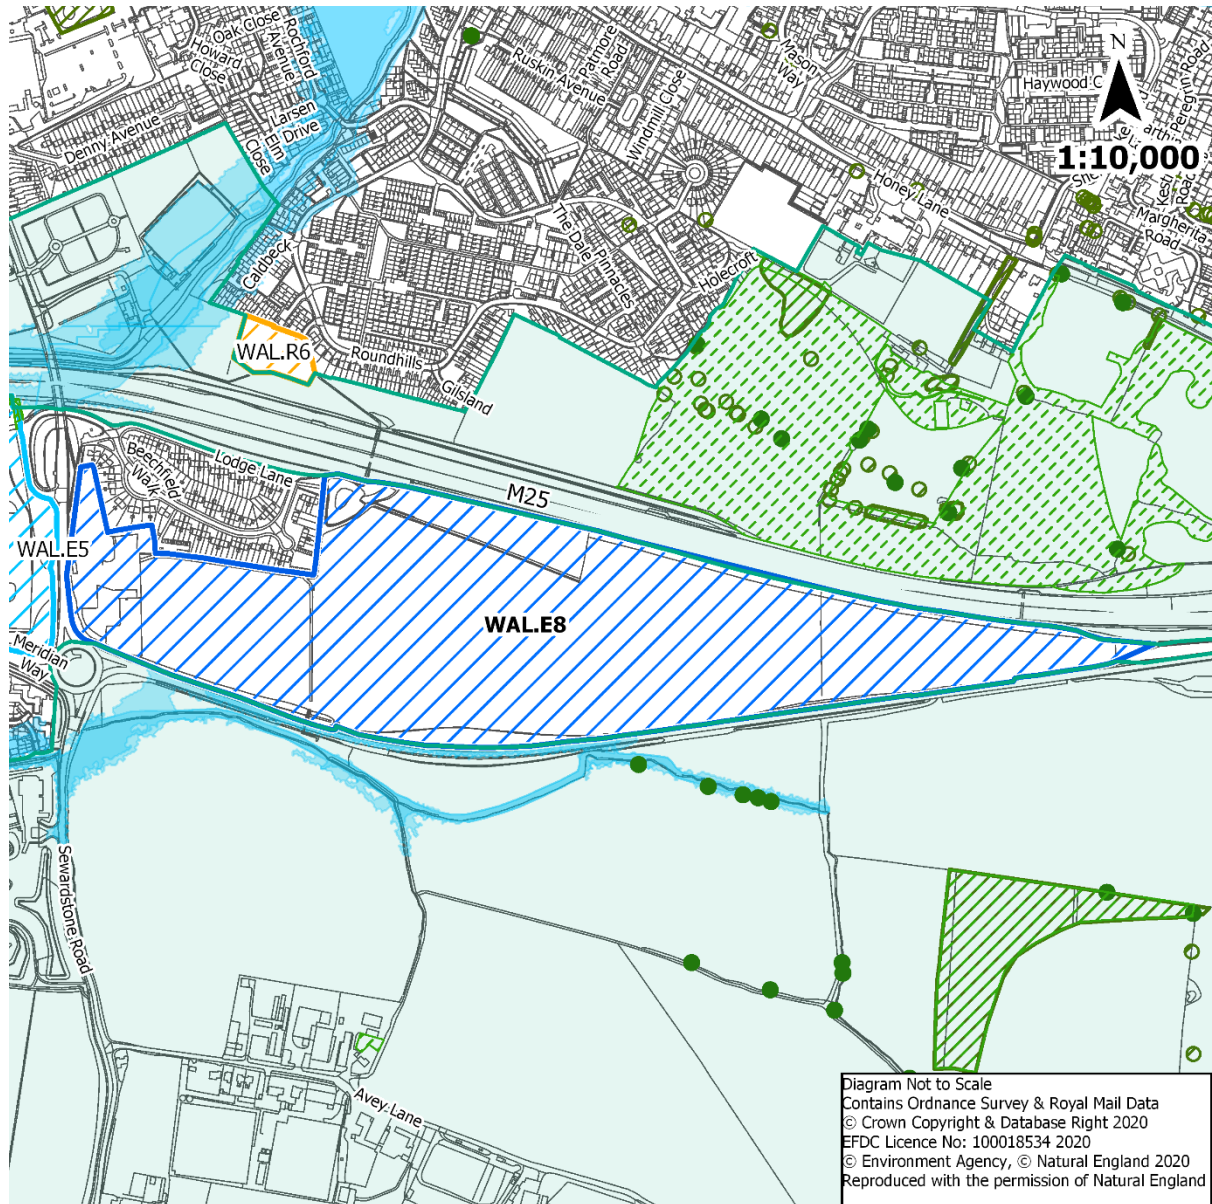 Oak Close
Rochford
Avenue
Howard
Close
Larsen
Drive
Elm
Close
Denny Avenue
Patmore
Road
Ruskin Avenue
Windmill Close
Mason
Way
N
Haywood C
Peregrin Road
1:10,000
Honey Lane
Margherita
Road
Caldbeck
The Dale
Pinnacles
Holecroft
WAL.R6
Roundhills
Gilsland
Beechfield
Walk
Lodge Lane
M25
WAL.E5
WAL.E8
Meridian
Way
Sewardstone Road
Avey Lane
Diagram Not to Scale
Contains Ordnance Survey & Royal Mail Data
© Crown Copyright & Database Right 2020
EFDC Licence No: 100018534 2020
© Environment Agency, © Natural England 2020
Reproduced with the permission of Natural England